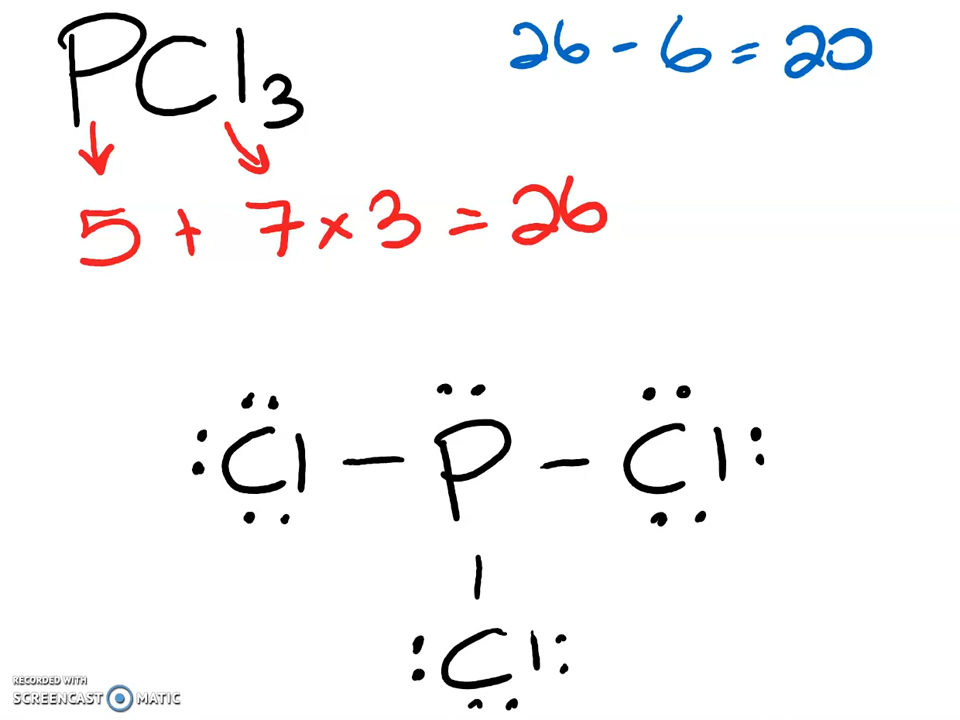 PCl3
26 - 6 = 20
5 + 7 × 3 = 26
Cl - P - Cl
Cl
RECORDED WITH
SCREENCAST MATIC